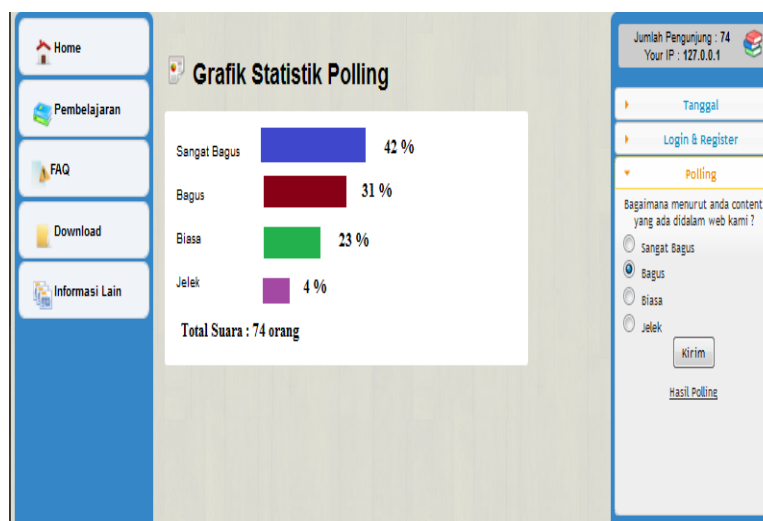 Home
Pembelajaran
FAQ
Download
Informasi Lain
Grafik Statistik Polling
Sangat Bagus 42 %
Bagus 31 %
Biasa 23 %
Jelek 4 %
Total Suara : 74 orang
Jumlah Pengunjung : 74
Your IP : 127.0.0.1
Tanggal
Login & Register
Polling
Bagaimana menurut anda content
yang ada didalam web kami ?
Sangat Bagus
Bagus
Biasa
Jelek
Kirim
Hasil Polling